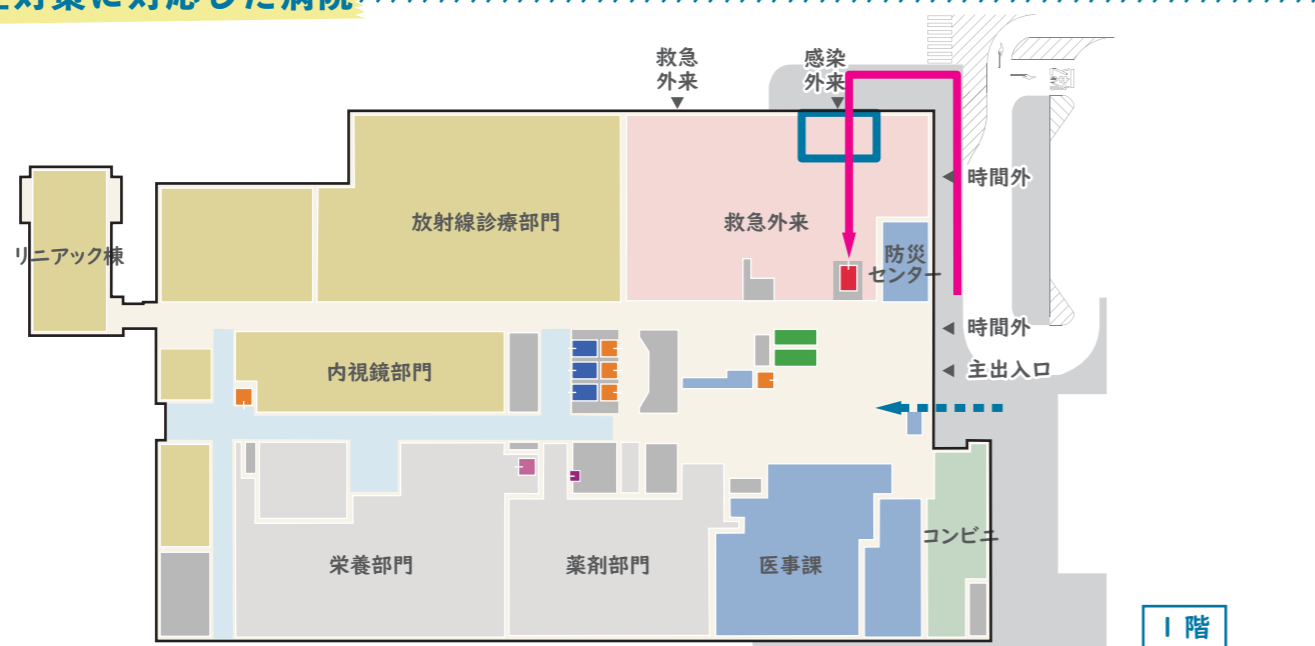 対策に対応した病院
救急
外来
感染
外来
時間外
放射線診療部門
救急外来
リニアック棟
防災
センター
時間外
内視鏡部門
主出入口
コンビニ
栄養部門
薬剤部門
医事課
1階